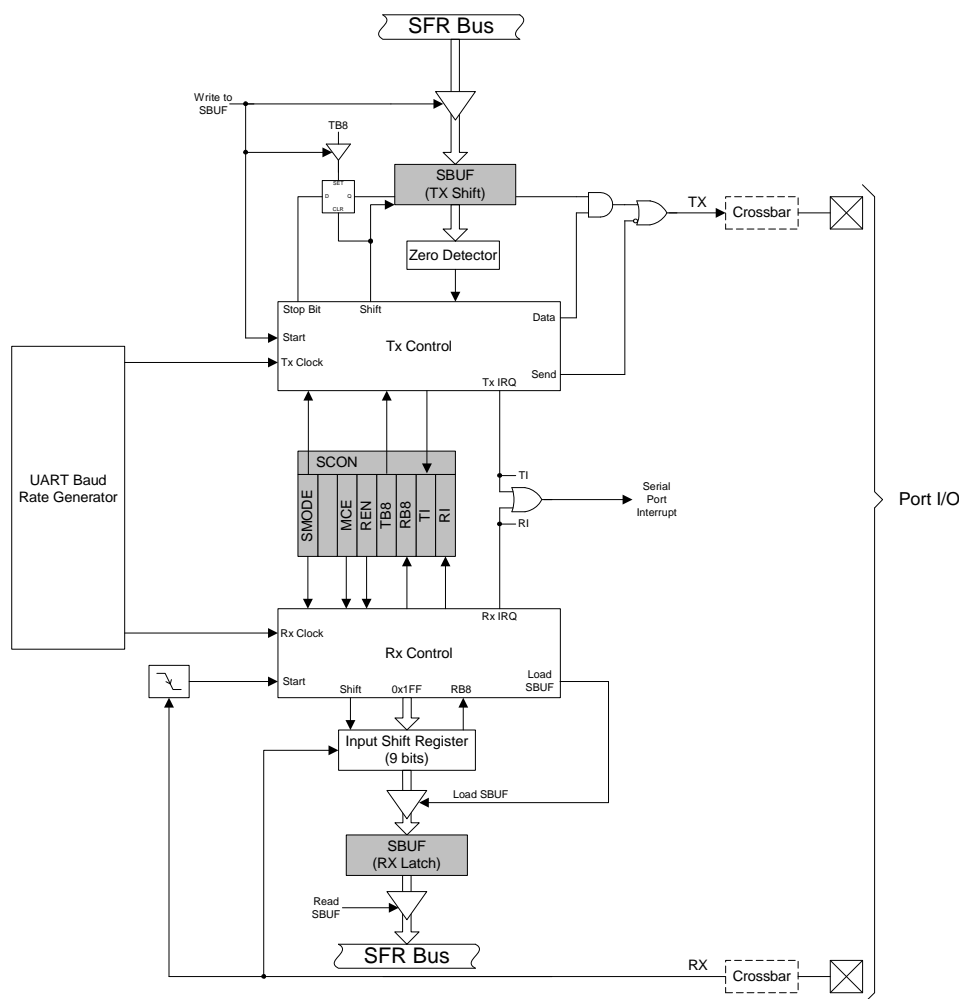 SFR Bus
Write to
SBUF
TB8
SET
D
Q
CLR
SBUF
(TX Shift)
Zero Detector
TX
Crossbar
Stop Bit
Shift
Start
Data
Tx Clock
Tx Control
Send
Tx IRQ
UART Baud
Rate Generator
SCON
SMODE
MCE
REN
TB8
RB8
TI
RI
TI
RI
Serial
Port
Interrupt
Port I/O
Rx IRQ
Rx Clock
Rx Control
Start
Load
SBUF
Shift
0x1FF
RB8
Input Shift Register
(9 bits)
Load SBUF
SBUF
(RX Latch)
Read
SBUF
SFR Bus
RX
Crossbar